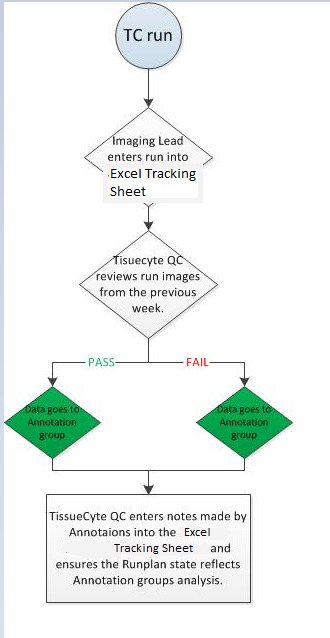 TC run
Imaging Lead
enters run into
Excel Tracking
Sheet
Tisuecyte QC
reviews run images
from the previous
week.
PASS
FAIL
Data goes to
Annotation
group
Data goes to
Annotation
group
TissueCyte QC enters notes made by
Annotaions into the Excel
Tracking Sheet and
ensures the Runplan state reflects
Annotation groups analysis.